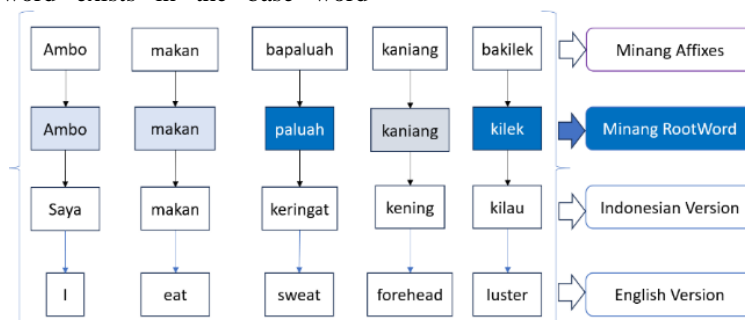 word exists in the base word
Ambo makan bapaluah kaniang bakilek Minang Affixes
Ambo makan paluah kaniang kilek Minang RootWord
Saya makan keringat kening kilau Indonesian Version
I eat sweat forehead luster English Version